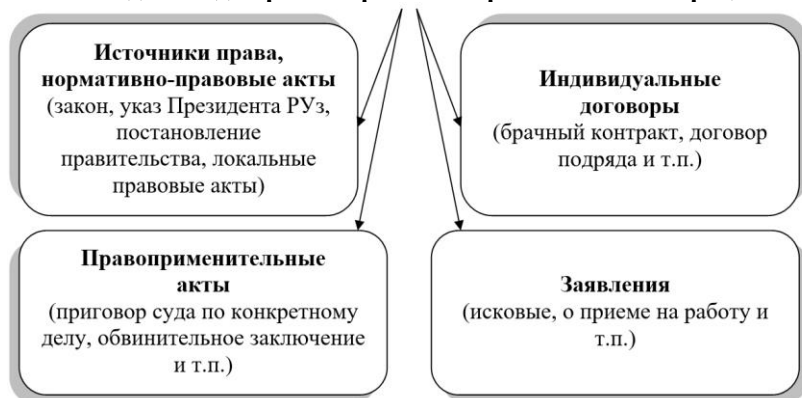 Источники права,
нормативно-правовые акты
(закон, указ Президента РУз,
постановление
правительства, локальные
правовые акты)
Индивидуальные
договоры
(брачный контракт, договор
подряда и т.п.)
Правоприменительные
акты
(приговор суда по конкретному
делу, обвинительное заключение
и т.п.)
Заявления
(исковые, о приеме на работу и
т.п.)